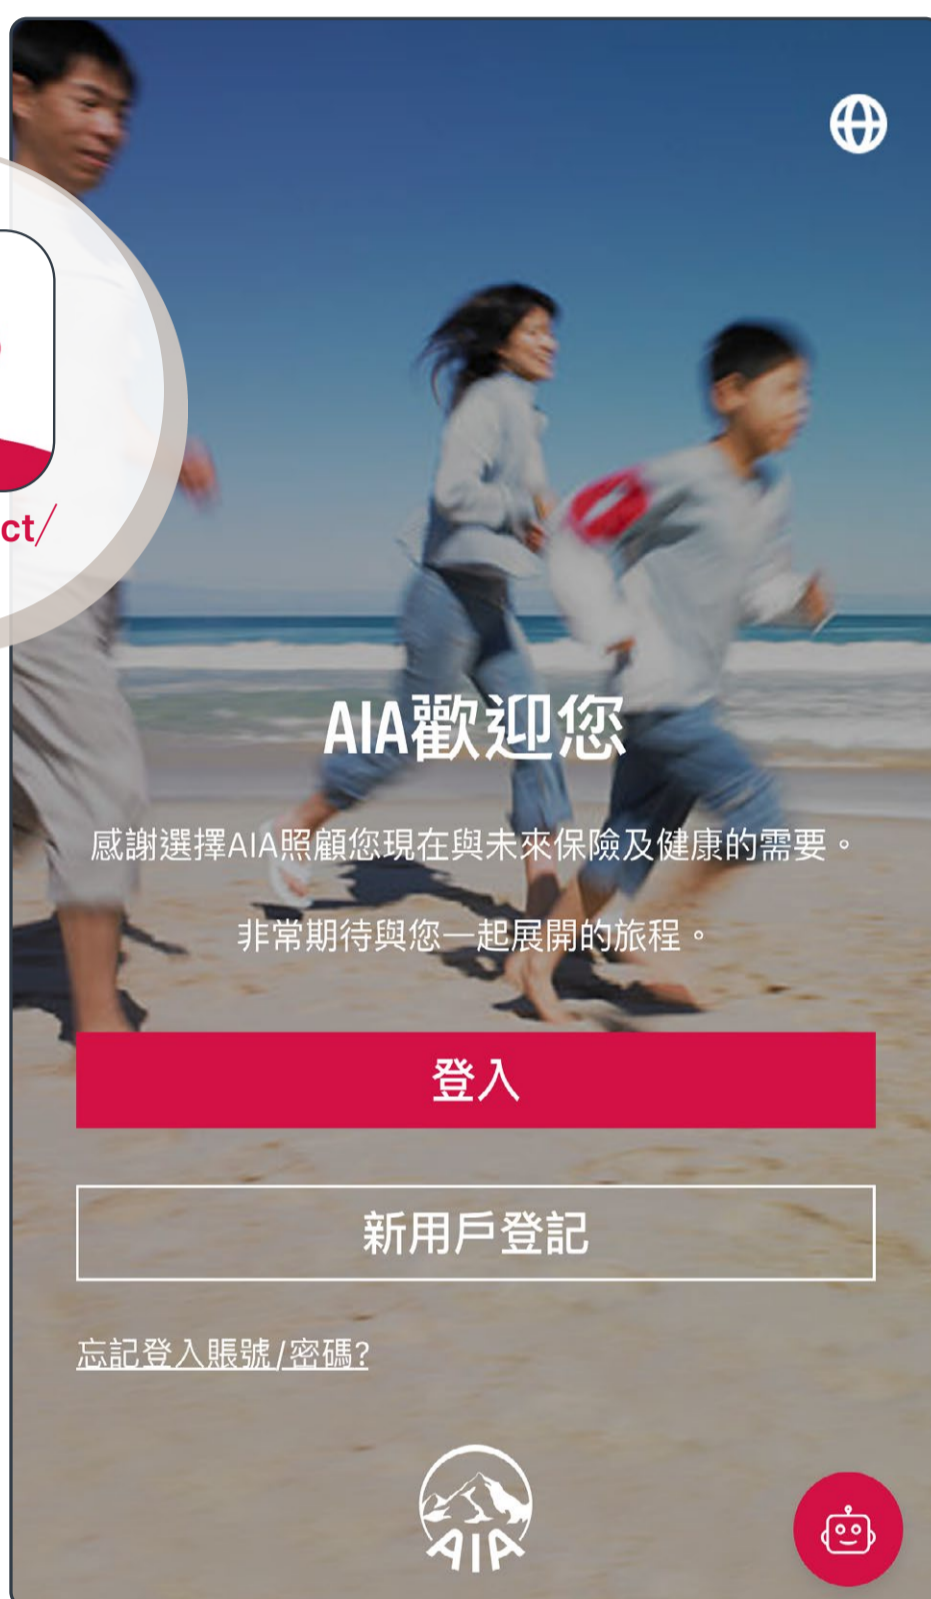 ct/
AIA歡迎您
感謝選擇AIA照顧您現在與未來保險及健康的需要。
非常期待與您一起展開的旅程。
登入
新用戶登記
忘記登入賬號/密碼?
AIA